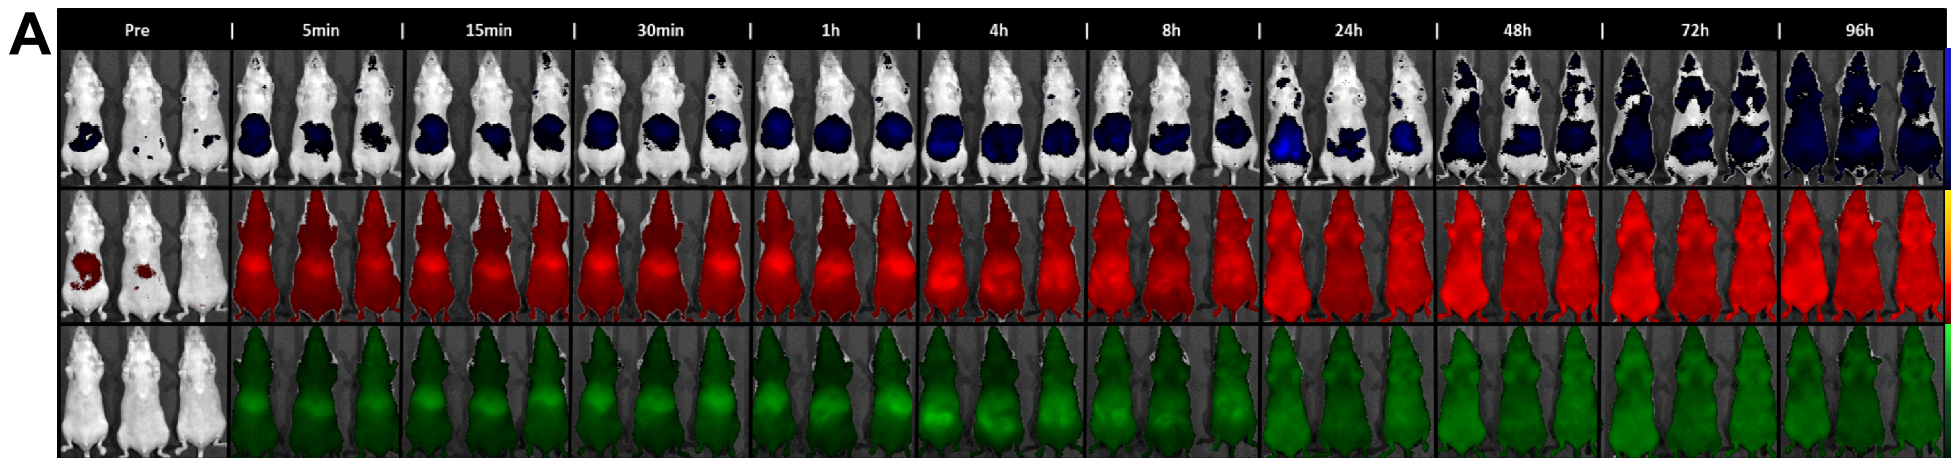 A
Pre | 5min | 15min | 30min | 1h | 4h | 8h | 24h | 48h | 72h | 96h